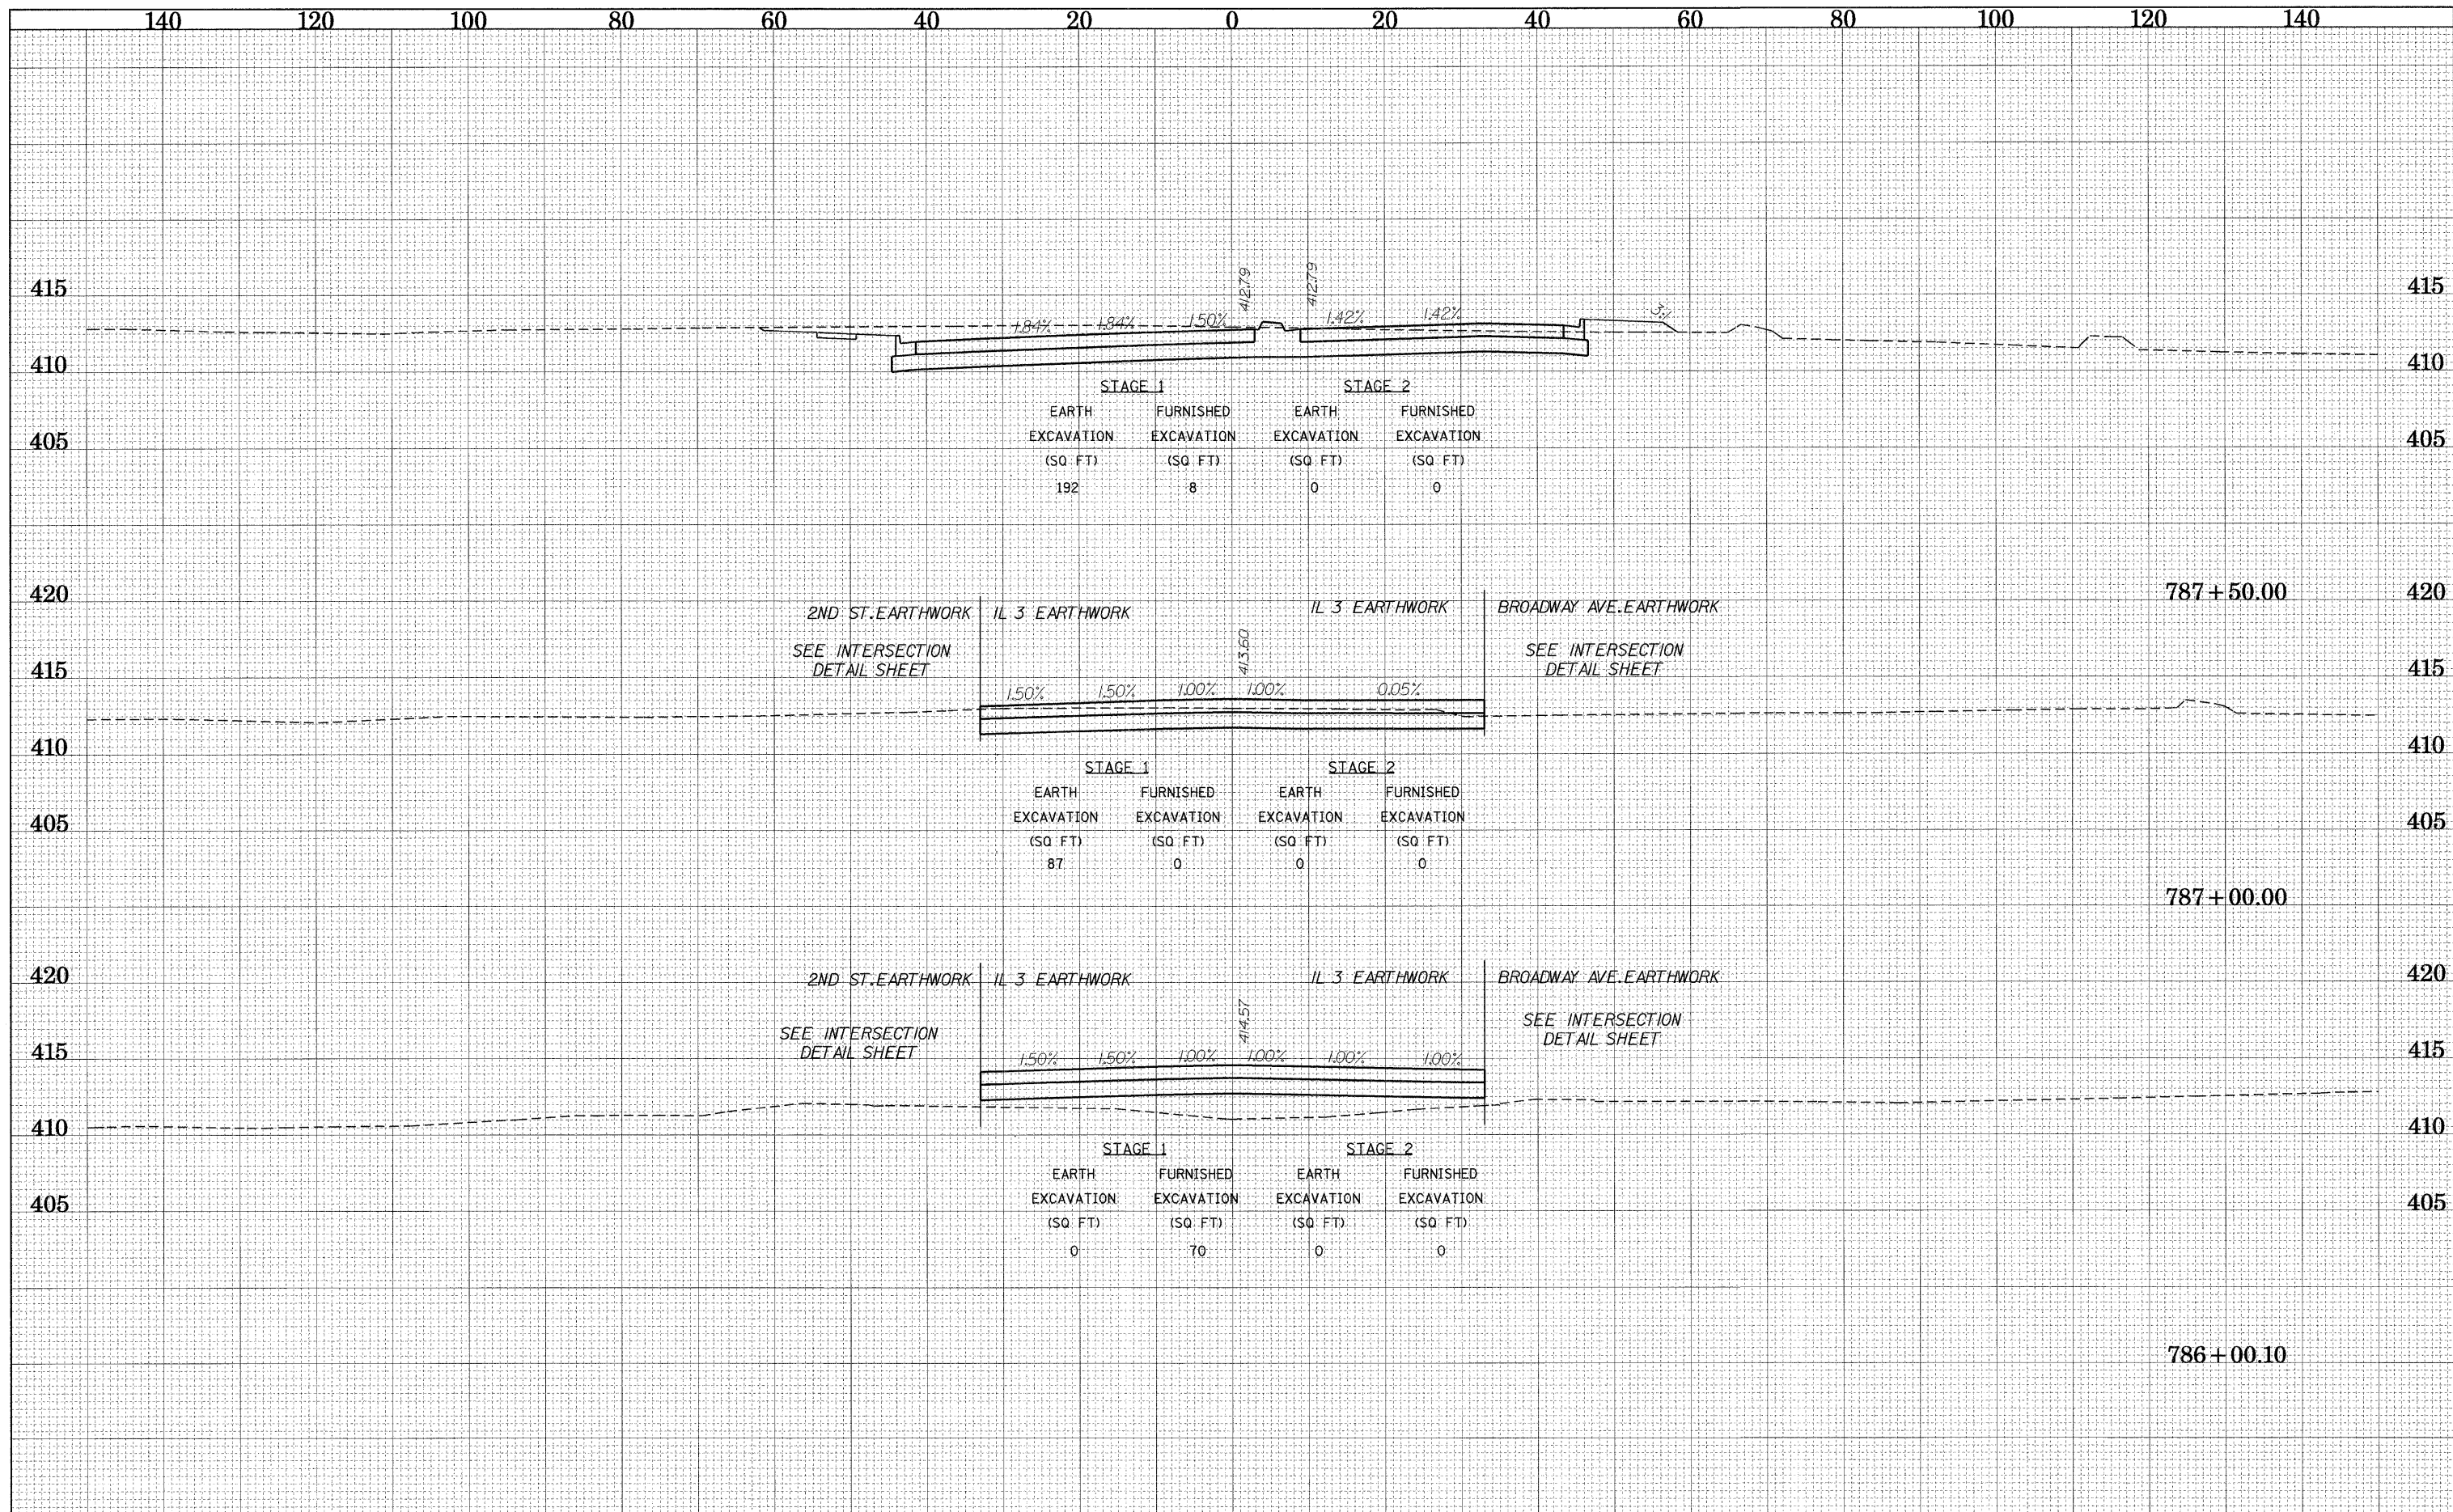 140 120 100 80 60 40 20 0 20 40 60 80 100 120 140
412.79 412.79
415 415
1.84% 1.84% 1.50% 1.42% 1.42% 3:1
410 410
STAGE 1 STAGE 2
EARTH FURNISHED EARTH FURNISHED
EXCAVATION EXCAVATION EXCAVATION EXCAVATION
405 405
(SQ FT) (SQ FT) (SQ FT) (SQ FT)
192 8 0 0
420 787+50.00 420
2ND ST. EARTHWORK IL 3 EARTHWORK IL 3 EARTHWORK BROADWAY AVE. EARTHWORK
413.60
SEE INTERSECTION SEE INTERSECTION
DETAIL SHEET DETAIL SHEET
415 415
1.50% 1.50% 1.00% 1.00% 0.05%
410 410
STAGE 1 STAGE 2
EARTH FURNISHED EARTH FURNISHED
EXCAVATION EXCAVATION EXCAVATION EXCAVATION
405 405
(SQ FT) (SQ FT) (SQ FT) (SQ FT)
87 0 0 0
787+00.00
420 420
2ND ST. EARTHWORK IL 3 EARTHWORK IL 3 EARTHWORK BROADWAY AVE. EARTHWORK
414.57
SEE INTERSECTION SEE INTERSECTION
DETAIL SHEET DETAIL SHEET
415 415
1.50% 1.50% 1.00% 1.00% 1.00% 1.00%
410 410
STAGE 1 STAGE 2
EARTH FURNISHED EARTH FURNISHED
EXCAVATION EXCAVATION EXCAVATION EXCAVATION
405 405
(SQ FT) (SQ FT) (SQ FT) (SQ FT)
0 70 0 0
786+00.10